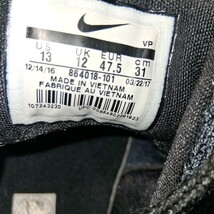 VP
US UK EUR cm
13 12 47.5 31
12/14/16 864018-101 03/22/17
MADE IN VIETNAM
FABRIQUE AU VIETNAM